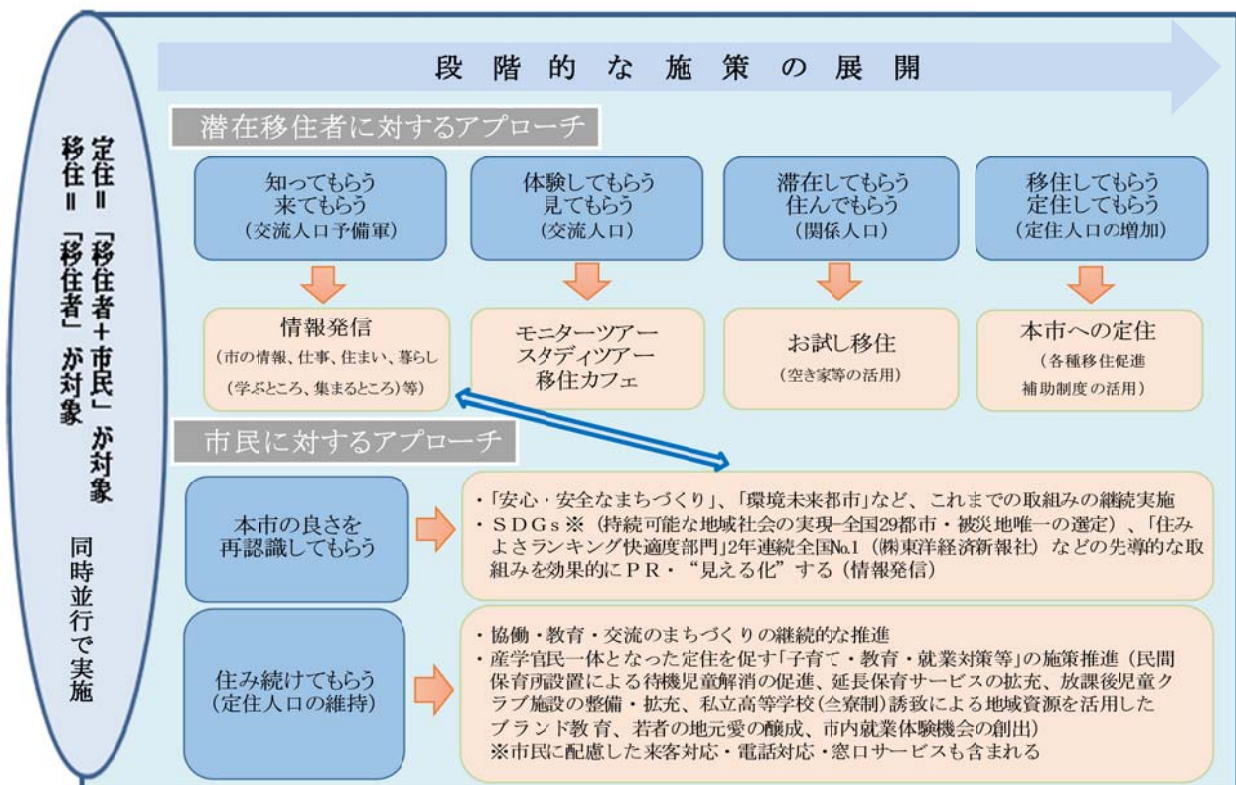 段階的な施策の展開
定住＝「移住者＋市民」が対象
移住＝「移住者」が対象
同時並行で実施
潜在移住者に対するアプローチ
知ってもらう
来てもらう
（交流人口予備軍）
体験してもらう
見てもらう
（交流人口）
滞在してもらう
住んでもらう
（関係人口）
移住してもらう
定住してもらう
（定住人口の増加）
情報発信
（市の情報、仕事、住まい、暮らし
（学ぶところ、集まるところ）等）
モニターツアー
スタディツアー
移住カフェ
お試し移住
（空き家等の活用）
本市への定住
（各種移住促進
補助制度の活用）
市民に対するアプローチ
本市の良さを
再認識してもらう
・「安心・安全なまちづくり」、「環境未来都市」など、これまでの取組みの継続実施
・ＳＤＧｓ※（持続可能な地域社会の実現-全国29都市・被災地唯一の選定）、「住み
よさランキング快適度部門」2年連続全国№1（㈱東洋経済新報社）などの先導的な取
組みを効果的にＰＲ・“見える化”する（情報発信）
住み続けてもらう
（定住人口の維持）
・協働・教育・交流のまちづくりの継続的な推進
・産学官民一体となった定住を促す「子育て・教育・就業対策等」の施策推進（民間
保育所設置による待機児童解消の促進、延長保育サービスの拡充、放課後児童ク
ラブ施設の整備・拡充、私立高等学校(全寮制)誘致による地域資源を活用した
ブランド教育、若者の地元愛の醸成、市内就業体験機会の創出）
※市民に配慮した来客対応・電話対応・窓口サービスも含まれる